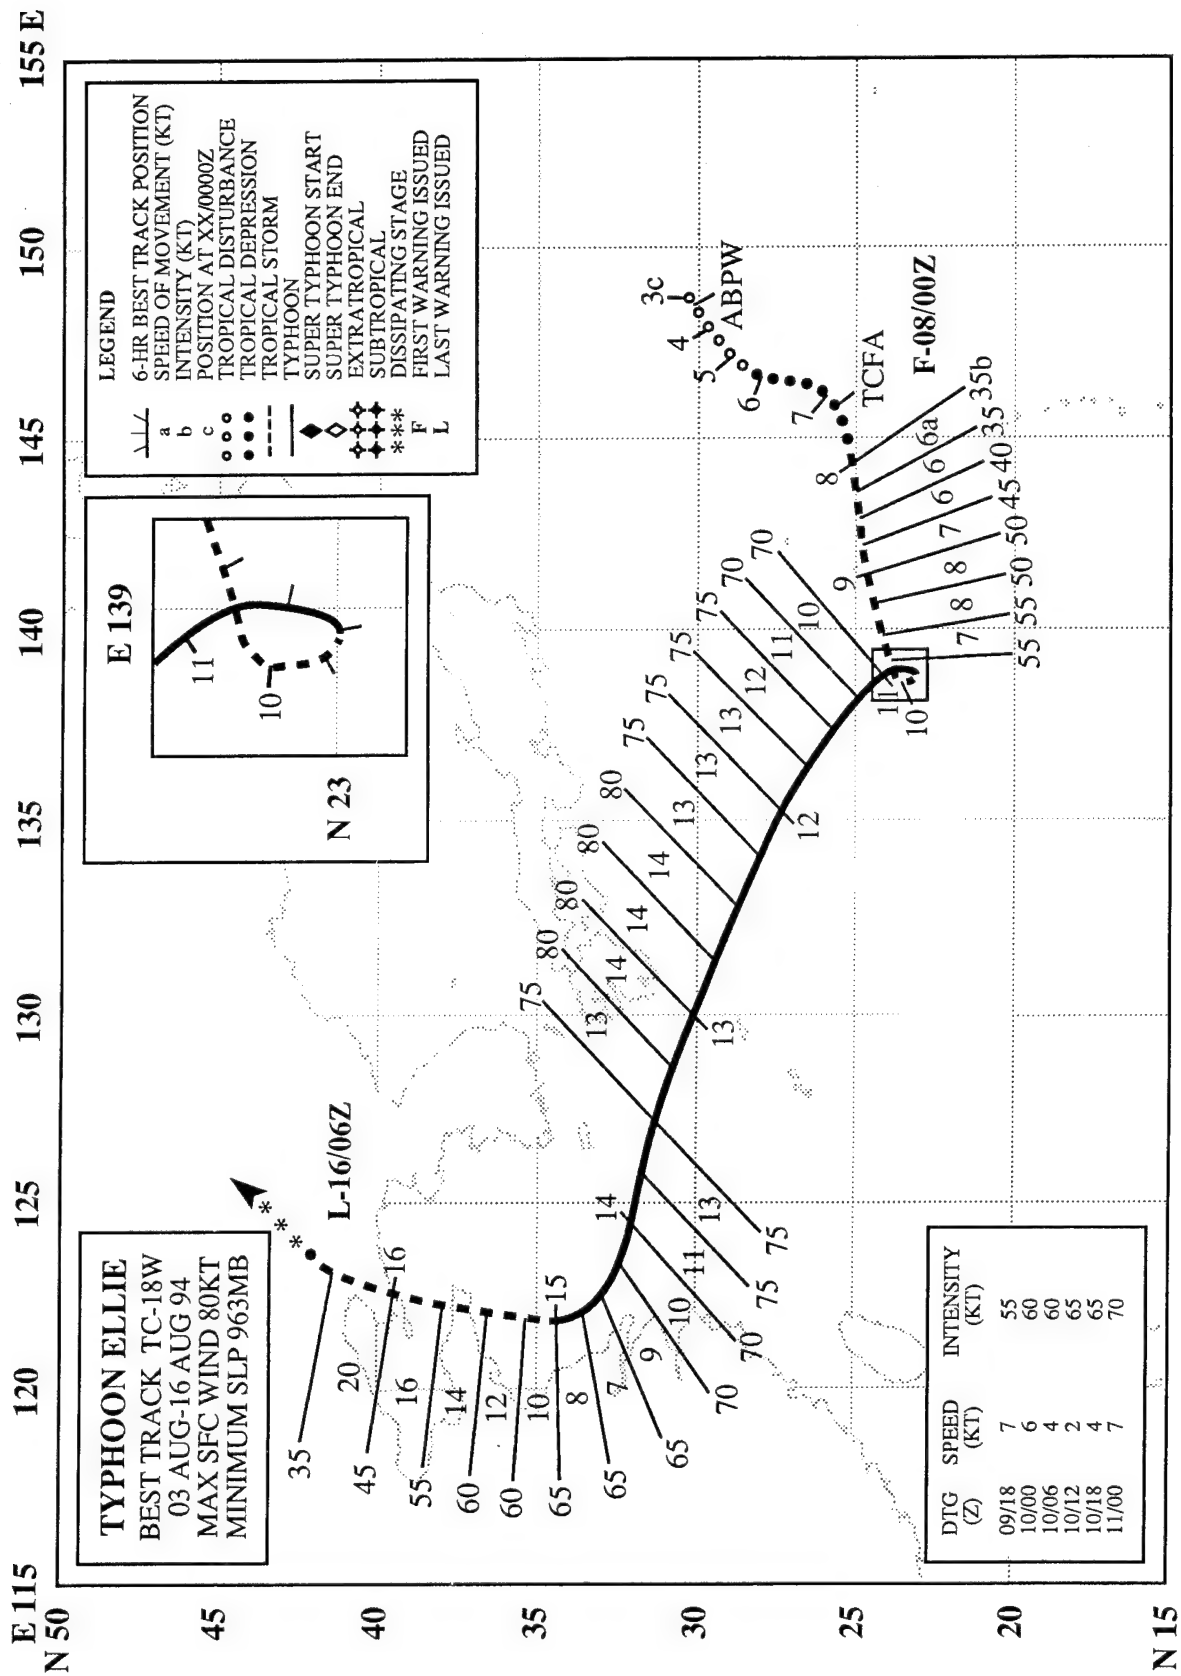 TYPHOON ELLIE
BEST TRACK TC-18W
03 AUG-16 AUG 94
MAX SFC WIND 80KT
MINIMUM SLP 963MB
E 115
120
125
130
135
140
145
150
155 E
N 50
45
40
35
30
25
20
N 15
E 139
N 23
11
10
LEGEND
6-HR BEST TRACK POSITION
a SPEED OF MOVEMENT (KT)
b INTENSITY (KT)
c POSITION AT XX/0000Z
TROPICAL DISTURBANCE
TROPICAL DEPRESSION
TROPICAL STORM
TYPHOON
SUPER TYPHOON START
SUPER TYPHOON END
EXTRATROPICAL
SUBTROPICAL
*** DISSIPATING STAGE
F FIRST WARNING ISSUED
L LAST WARNING ISSUED
L-16/06Z
* * *
35
45
55
60
60
65
65
65
70
70
75
75
20
16
14
12
10
8
7
9
10
11
13
16
15
14
75
80
80
80
80
75
75
75
75
70
70
13
14
14
14
13
13
13
12
11
10
13
12
11
10
3c
ABPW
4
5
6
7
TCFA
F-08/00Z
8
9
35b
35
40
45
50
50
55
55
6a
6
6
7
8
8
7
DTG SPEED INTENSITY
(Z) (KT) (KT)
09/18 7 55
10/00 6 60
10/06 4 60
10/12 2 65
10/18 4 65
11/00 7 70